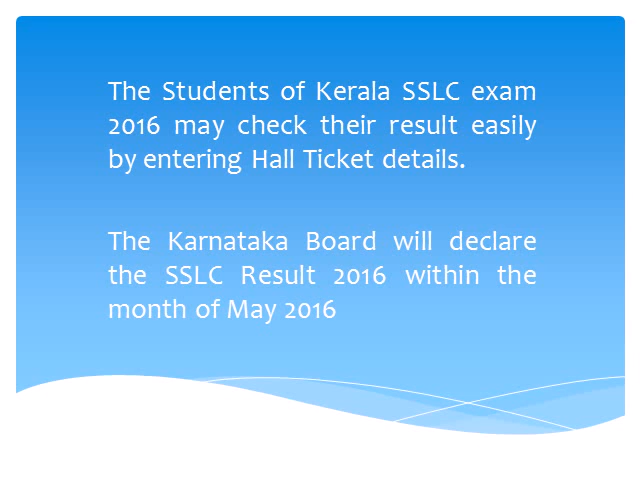 The Students of Kerala SSLC exam
2016 may check their result easily
by entering Hall Ticket details.
The Karnataka Board will declare
the SSLC Result 2016 within the
month of May 2016